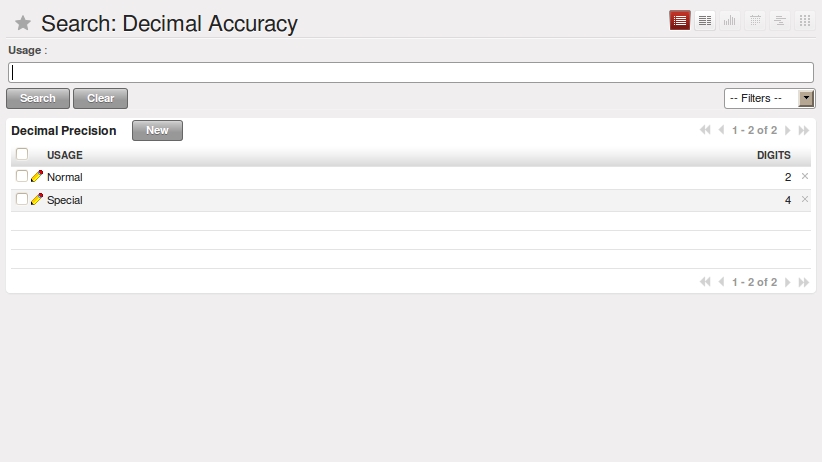 Search: Decimal Accuracy
Usage :
Search Clear -- Filters --
Decimal Precision New 1 - 2 of 2
USAGE DIGITS
Normal 2
Special 4
1 - 2 of 2